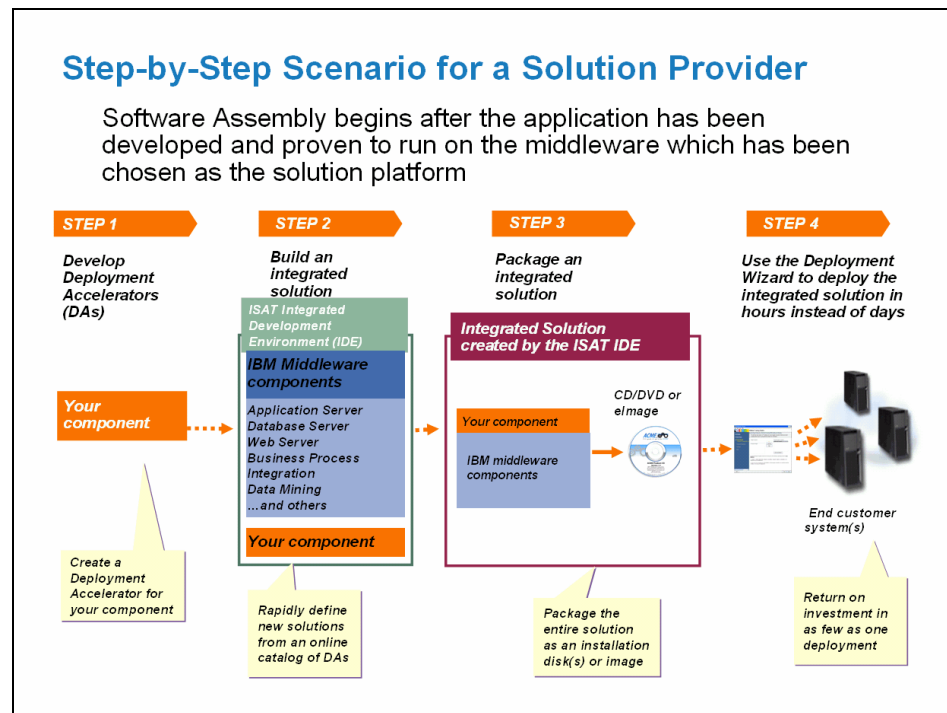 Step-by-Step Scenario for a Solution Provider
Software Assembly begins after the application has been
developed and proven to run on the middleware which has been
chosen as the solution platform
STEP 1
Develop
Deployment
Accelerators
(DAs)
Your
component
Create a
Deployment
Accelerator for
your component
STEP 2
Build an
integrated
solution
ISAT Integrated
Development
Environment (IDE)
IBM Middleware
components
Application Server
Database Server
Web Server
Business Process
Integration
Data Mining
...and others
Your component
Rapidly define
new solutions
from an online
catalog of DAs
STEP 3
Package an
integrated
solution
Integrated Solution
created by the ISAT IDE
Your component
IBM middleware
components
CD/DVD or
eImage
ACME
Package the
entire solution
as an installation
disk(s) or image
STEP 4
Use the Deployment
Wizard to deploy the
integrated solution in
hours instead of days
End customer
system(s)
Return on
investment in
as few as one
deployment